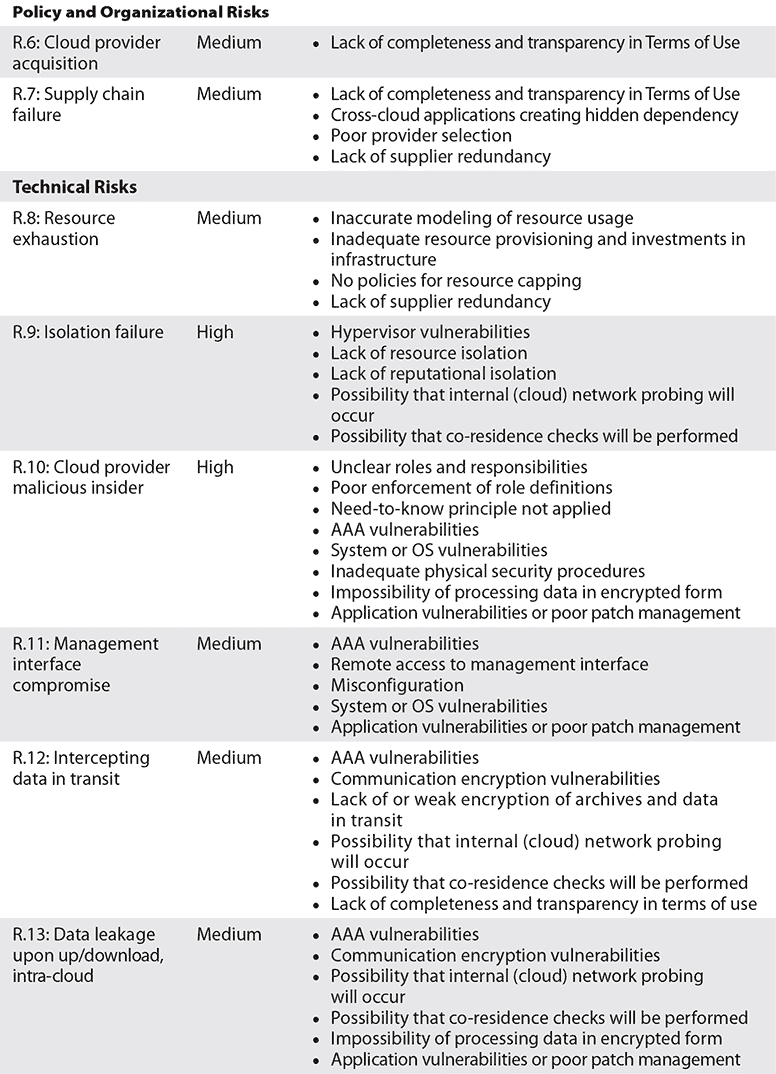 Policy and Organizational Risks
R.6: Cloud provider acquisition
Medium
• Lack of completeness and transparency in Terms of Use
R.7: Supply chain failure
Medium
• Lack of completeness and transparency in Terms of Use
• Cross-cloud applications creating hidden dependency
• Poor provider selection
• Lack of supplier redundancy
Technical Risks
R.8: Resource exhaustion
Medium
• Inaccurate modeling of resource usage
• Inadequate resource provisioning and investments in
infrastructure
• No policies for resource capping
• Lack of supplier redundancy
R.9: Isolation failure
High
• Hypervisor vulnerabilities
• Lack of resource isolation
• Lack of reputational isolation
• Possibility that internal (cloud) network probing will
occur
• Possibility that co-residence checks will be performed
R.10: Cloud provider
malicious insider
High
• Unclear roles and responsibilities
• Poor enforcement of role definitions
• Need-to-know principle not applied
• AAA vulnerabilities
• System or OS vulnerabilities
• Inadequate physical security procedures
• Impossibility of processing data in encrypted form
• Application vulnerabilities or poor patch management
R.11: Management
interface
compromise
Medium
• AAA vulnerabilities
• Remote access to management interface
• Misconfiguration
• System or OS vulnerabilities
• Application vulnerabilities or poor patch management
R.12: Intercepting
data in transit
Medium
• AAA vulnerabilities
• Communication encryption vulnerabilities
• Lack of or weak encryption of archives and data
in transit
• Possibility that internal (cloud) network probing
will occur
• Possibility that co-residence checks will be performed
• Lack of completeness and transparency in terms of use
R.13: Data leakage
upon up/download,
intra-cloud
Medium
• AAA vulnerabilities
• Communication encryption vulnerabilities
• Possibility that internal (cloud) network probing
will occur
• Possibility that co-residence checks will be performed
• Impossibility of processing data in encrypted form
• Application vulnerabilities or poor patch management